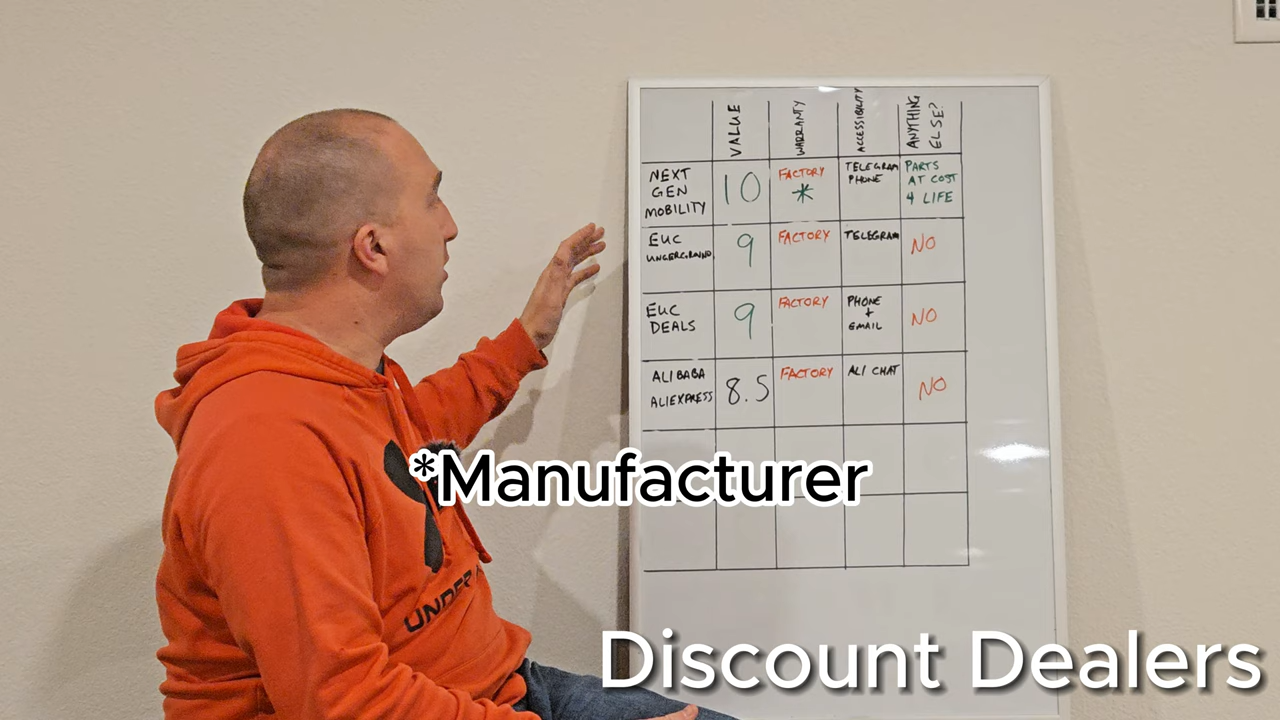 VALUE
WARRANTY
ACCESSIBILITY
ANYTHING
ELSE?
NEXT
GEN
MOBILITY
10
FACTORY
*
TELEGRAM
PHONE
PARTS
AT COST
4 LIFE
EUC
UNDERGROUND
9
FACTORY
TELEGRAM
NO
EUC
DEALS
9
FACTORY
PHONE
+
EMAIL
NO
ALIBABA
ALIEXPRESS
8.5
FACTORY
ALI CHAT
NO
*Manufacturer
UNDER
Discount Dealers